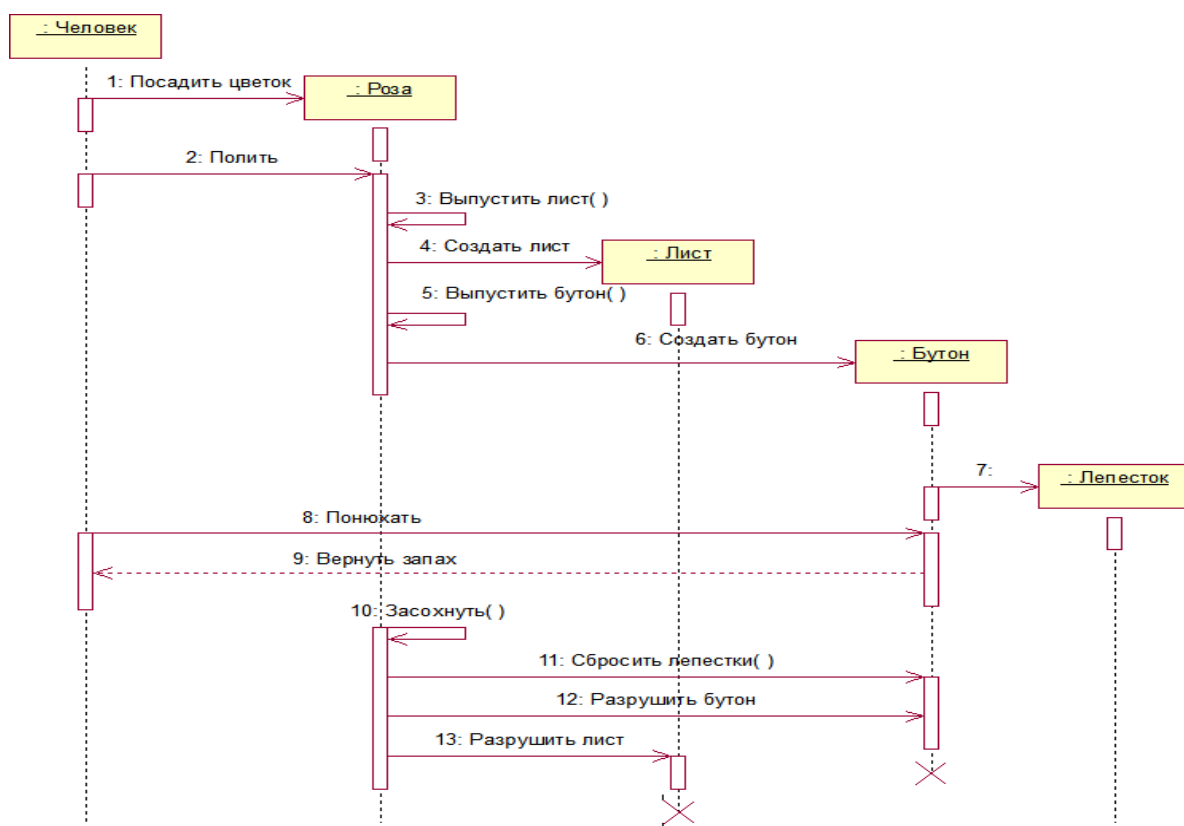 _: Человек
1: Посадить цветок
_: Роза
2: Полить
3: Выпустить лист( )
4: Создать лист
_: Лист
5: Выпустить бутон( )
6: Создать бутон
_: Бутон
7:
_: Лепесток
8: Понюхать
9: Вернуть запах
10: Засохнуть( )
11: Сбросить лепестки( )
12: Разрушить бутон
13: Разрушить лист